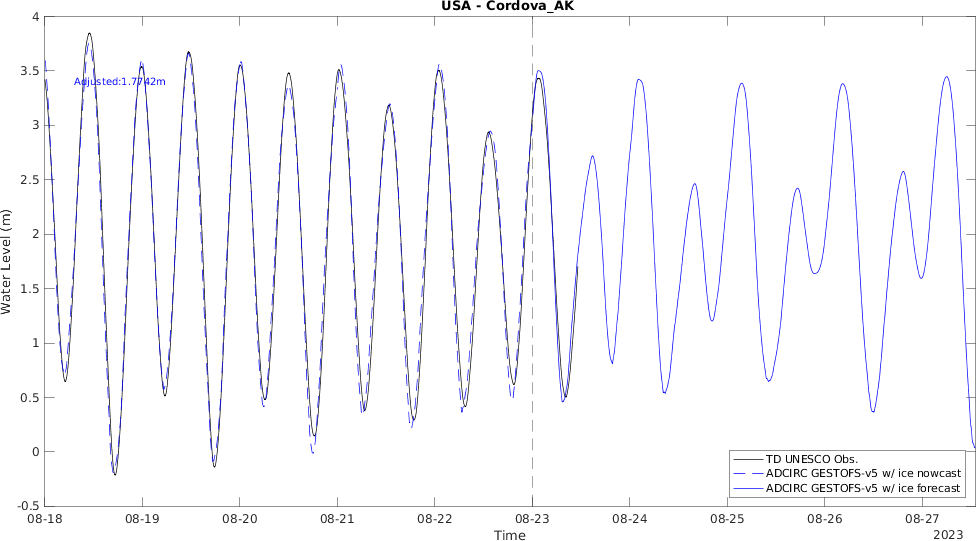 USA - Cordova_AK
4
3.5
3
2.5
2
1.5
1
0.5
0
-0.5
Water Level (m)
Adjusted:1.7742m
TD UNESCO Obs.
ADCIRC GESTOFS-v5 w/ ice nowcast
ADCIRC GESTOFS-v5 w/ ice forecast
08-18 08-19 08-20 08-21 08-22 08-23 08-24 08-25 08-26 08-27
Time
2023